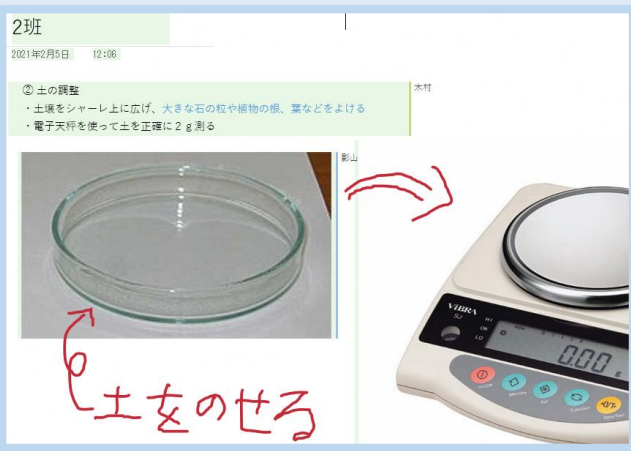 2班
2021年2月5日 12:06
② 土の調整
・土壌をシャーレ上に広げ、大きな石の粒や植物の根、葉などをよける
・電子天秤を使って土を正確に2g測る
木村
影山
ViBRA
SJ
HI
OK
LO
0.00
土をのせる